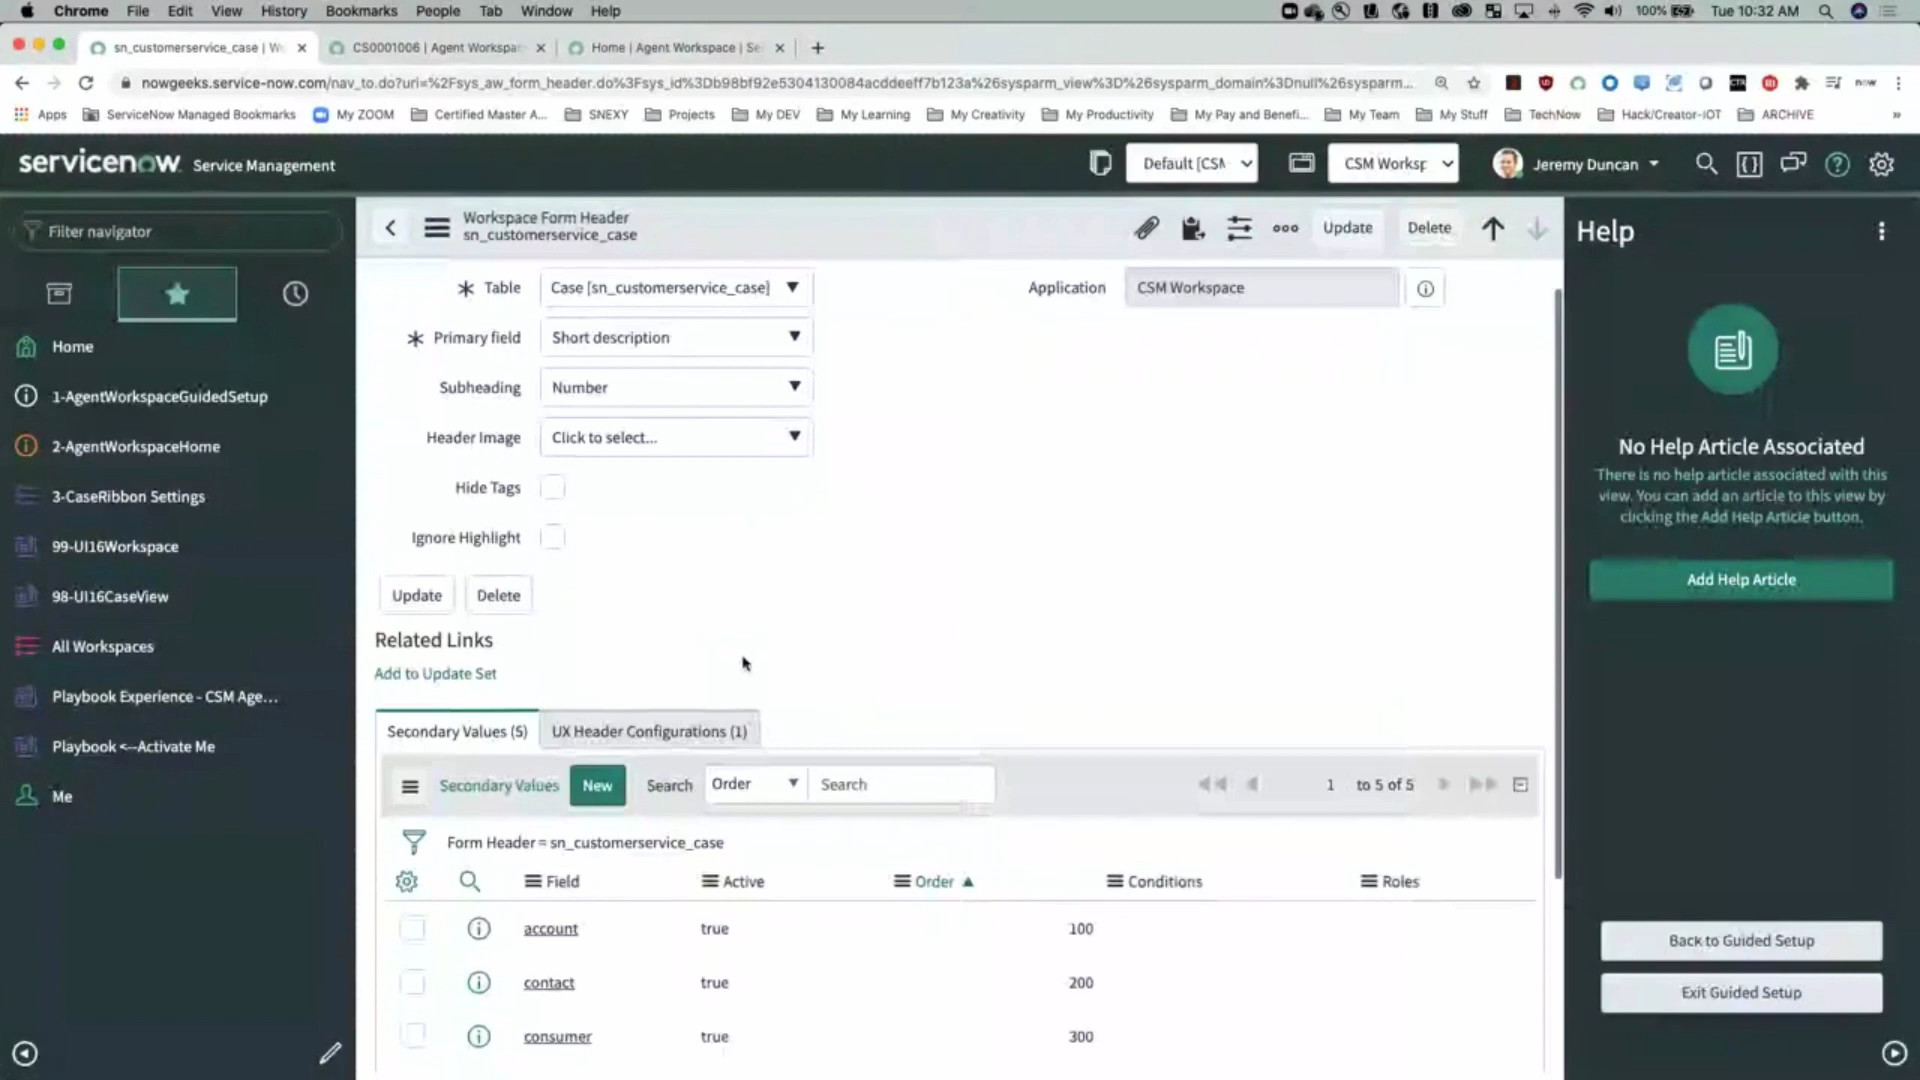 Chrome File Edit View History Bookmarks People Tab Window Help 100% Tue 10:32 AM
sn_customerservice_case | W
CS0001006 | Agent Workspa
Home | Agent Workspace | Se
nowgeeks.service-now.com/nav_to.do?uri=%2Fsys_aw_form_header.do%3Fsys_id%3Db98bf92e5304130084acddeeff7b123a%26sysparm_view%3D%26sysparm_domain%3Dnull%26sysparm...
Apps ServiceNow Managed Bookmarks My ZOOM Certified Master A... SNEXY Projects My DEV My Learning My Creativity My Productivity My Pay and Benefi... My Team My Stuff TechNow Hack/Creator-IOT ARCHIVE »
servicenow Service Management
Default [CSM
CSM Worksp
Jeremy Duncan
Filter navigator
Home
1-AgentWorkspaceGuidedSetup
2-AgentWorkspaceHome
3-CaseRibbon Settings
99-UI16Workspace
98-UI16CaseView
All Workspaces
Playbook Experience - CSM Age...
Playbook <--Activate Me
Me
Workspace Form Header
sn_customerservice_case
Update Delete
Table Case [sn_customerservice_case]
Application CSM Workspace
Primary field Short description
Subheading Number
Header Image Click to select...
Hide Tags
Ignore Highlight
Update Delete
Related Links
Add to Update Set
Secondary Values (5) UX Header Configurations (1)
Secondary Values New Search Order Search 1 to 5 of 5
Form Header = sn_customerservice_case
Field Active Order Conditions Roles
account true 100
contact true 200
consumer true 300
Help
No Help Article Associated
There is no help article associated with this
view. You can add an article to this view by
clicking the Add Help Article button.
Add Help Article
Back to Guided Setup
Exit Guided Setup